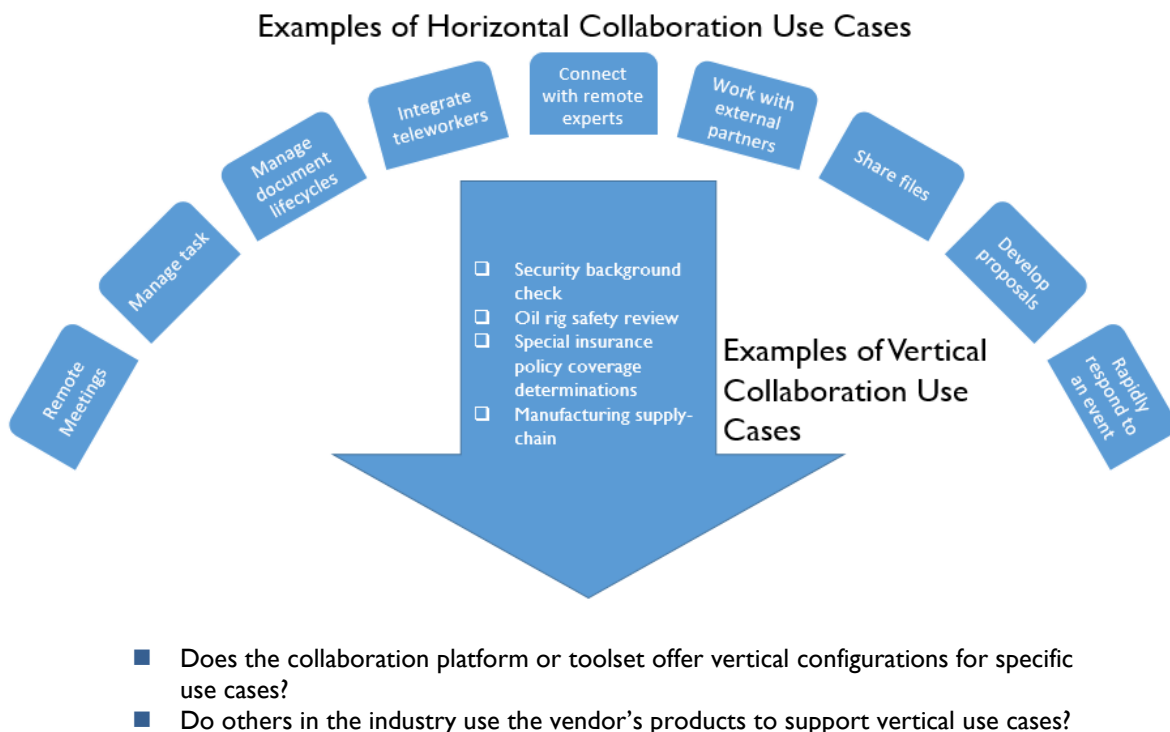 Examples of Horizontal Collaboration Use Cases
Remote
Meetings
Manage task
Manage
document
lifecycles
Integrate
teleworkers
Connect
with remote
experts
Work with
external
partners
Share files
Develop
proposals
Rapidly
respond to
an event
❑ Security background
check
❑ Oil rig safety review
❑ Special insurance
policy coverage
determinations
❑ Manufacturing supply-
chain
Examples of Vertical
Collaboration Use
Cases
■ Does the collaboration platform or toolset offer vertical configurations for specific
use cases?
■ Do others in the industry use the vendor’s products to support vertical use cases?